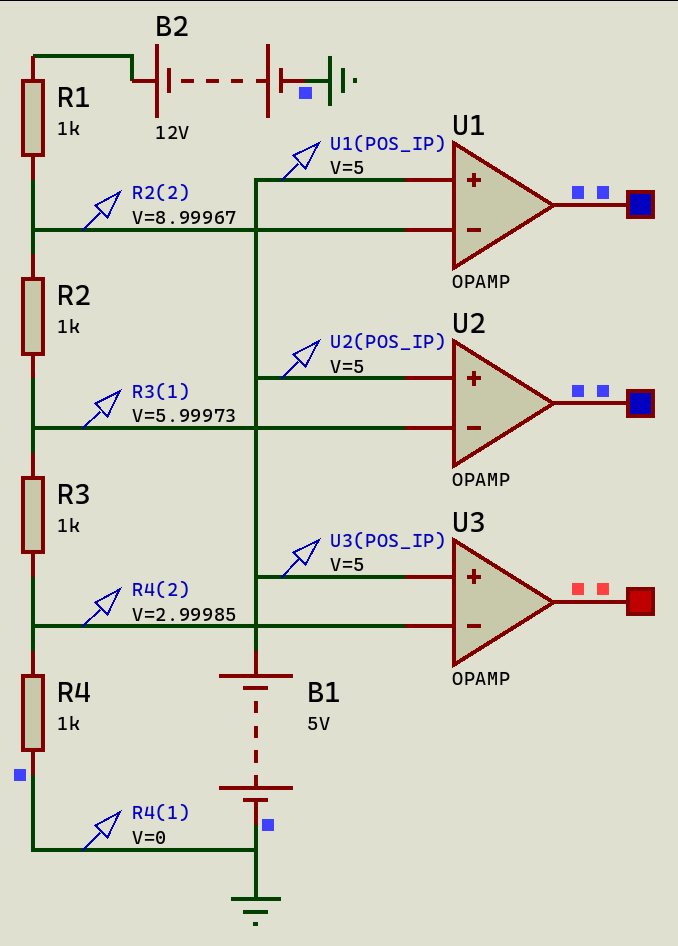 B2
12V
R1
1k
U1(POS_IP)
V=5
U1
+
−
OPAMP
R2(2)
V=8.99967
R2
1k
U2(POS_IP)
V=5
U2
+
−
OPAMP
R3(1)
V=5.99973
R3
1k
U3(POS_IP)
V=5
U3
+
−
OPAMP
R4(2)
V=2.99985
R4
1k
B1
5V
R4(1)
V=0